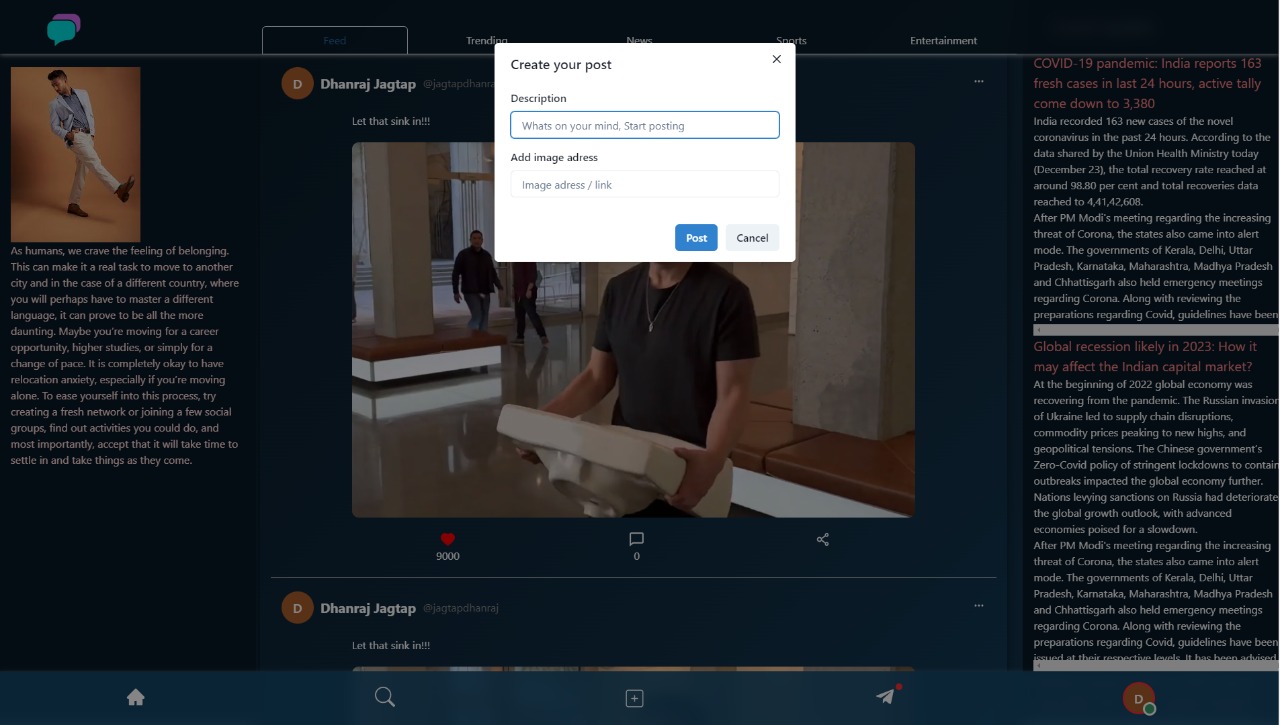 Feed
Trending
News
Sports
Entertainment
As humans, we crave the feeling of belonging.
This can make it a real task to move to another
city and in the case of a different country, where
you will perhaps have to master a different
language, it can prove to be all the more
daunting. Maybe you're moving for a career
opportunity, higher studies, or simply for a
change of pace. It is completely okay to have
relocation anxiety, especially if you're moving
alone. To ease yourself into this process, try
creating a fresh network or joining a few social
groups, find out activities you could do, and
most importantly, accept that it will take time to
settle in and take things as they come.
D
Dhanraj Jagtap @jagtapdhanra
Let that sink in!!!
Create your post
Description
Whats on your mind, Start posting
Add image adress
Image adress / link
Post
Cancel
9000
0
D
Dhanraj Jagtap @jagtapdhanraj
Let that sink in!!!
COVID-19 pandemic: India reports 163
fresh cases in last 24 hours, active tally
come down to 3,380
India recorded 163 new cases of the novel
coronavirus in the past 24 hours. According to the
data shared by the Union Health Ministry today
(December 23), the total recovery rate reached at
around 98.80 per cent and total recoveries data
reached to 4,41,42,608.
After PM Modi's meeting regarding the increasing
threat of Corona, the states also came into alert
mode. The governments of Kerala, Delhi, Uttar
Pradesh, Karnataka, Maharashtra, Madhya Pradesh
and Chhattisgarh also held emergency meetings
regarding Corona. Along with reviewing the
preparations regarding Covid, guidelines have been
Global recession likely in 2023: How it
may affect the Indian capital market?
At the beginning of 2022 global economy was
recovering from the pandemic. The Russian invasion
of Ukraine led to supply chain disruptions,
commodity prices peaking to new highs, and
geopolitical tensions. The Chinese government's
Zero-Covid policy of stringent lockdowns to contain
outbreaks impacted the global economy further.
Nations levying sanctions on Russia had deteriorate
the global growth outlook, with advanced
economies poised for a slowdown.
After PM Modi's meeting regarding the increasing
threat of Corona, the states also came into alert
mode. The governments of Kerala, Delhi, Uttar
Pradesh, Karnataka, Maharashtra, Madhya Pradesh
and Chhattisgarh also held emergency meetings
regarding Corona. Along with reviewing the
preparations regarding Covid, guidelines have been
issued at their respective levels. It has been advised
D